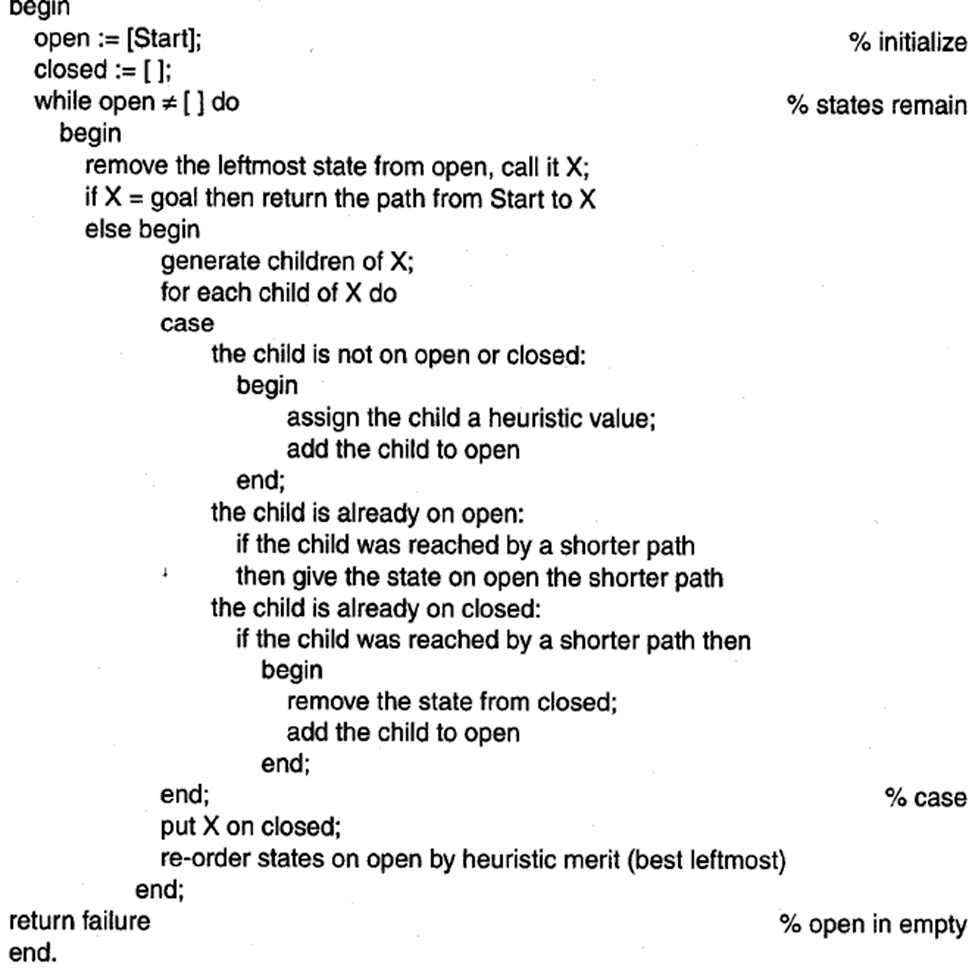 begin
open := [Start]; % initialize
closed := [ ];
while open ≠ [ ] do % states remain
begin
remove the leftmost state from open, call it X;
if X = goal then return the path from Start to X
else begin
generate children of X;
for each child of X do
case
the child is not on open or closed:
begin
assign the child a heuristic value;
add the child to open
end;
the child is already on open:
if the child was reached by a shorter path
then give the state on open the shorter path
the child is already on closed:
if the child was reached by a shorter path then
begin
remove the state from closed;
add the child to open
end;
end; % case
put X on closed;
re-order states on open by heuristic merit (best leftmost)
end;
return failure % open in empty
end.